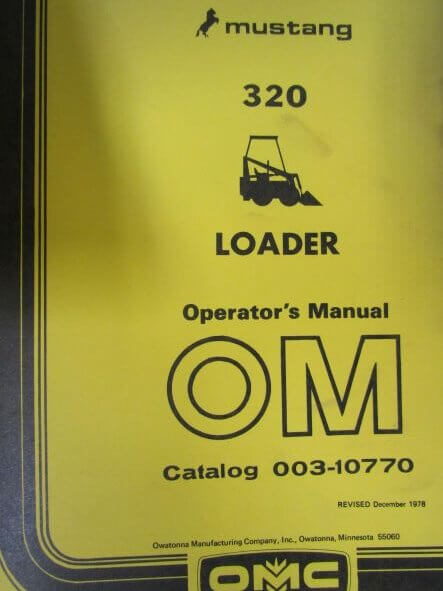 mustang
320
LOADER
Operator's Manual
OM
Catalog 003-10770
REVISED December 1978
Owatonna Manufacturing Company, Inc., Owatonna, Minnesota 55060
OMC